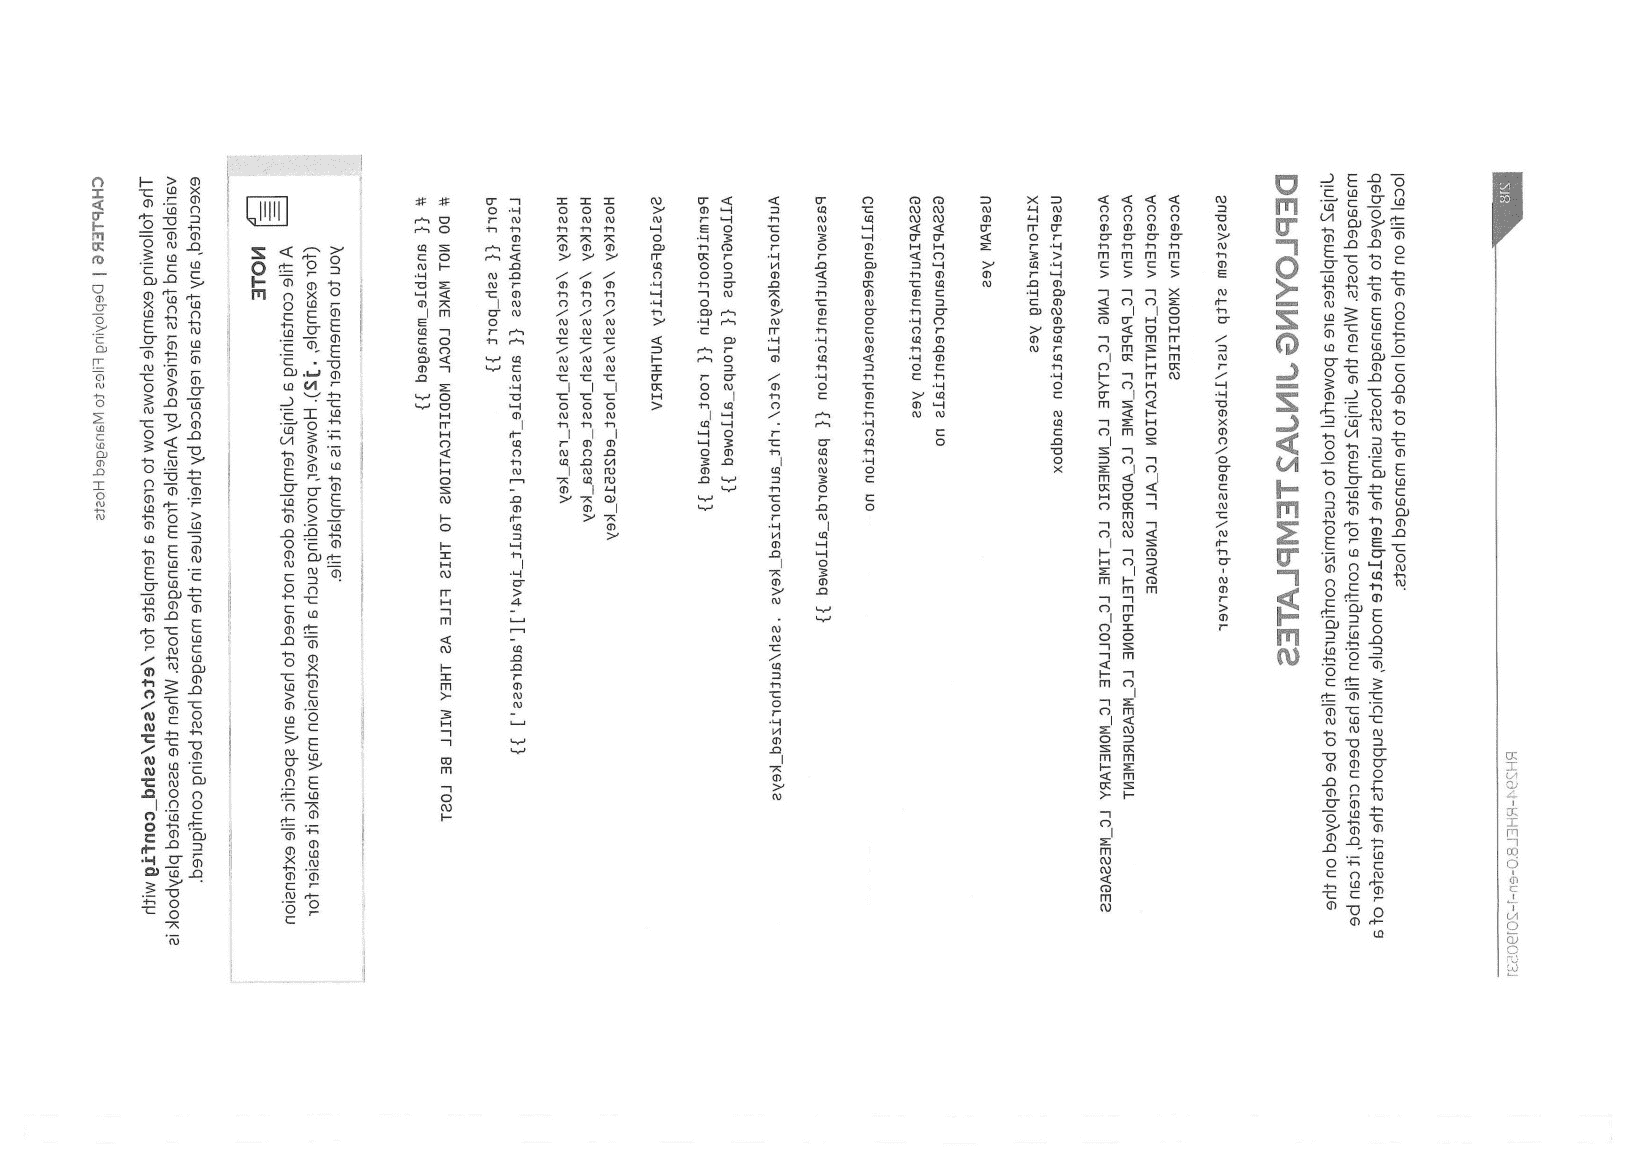 CHAPTER 6 | Deploying Files to Managed Hosts
The following example shows how to create a template for /etc/ssh/sshd_config with
variables and facts retrieved by Ansible from managed hosts. When the associated playbook is
executed, any facts are replaced by their values in the managed host being configured.
NOTE
A file containing a Jinja2 template does not need to have any specific file extension
(for example, .j2). However, providing such a file extension may make it easier for
you to remember that it is a template file.
# {{ ansible_managed }}
# DO NOT MAKE LOCAL MODIFICATIONS TO THIS FILE AS THEY WILL BE LOST
Port {{ ssh_port }}
ListenAddress {{ ansible_facts['default_ipv4']['address'] }}
HostKey /etc/ssh/ssh_host_rsa_key
HostKey /etc/ssh/ssh_host_ecdsa_key
HostKey /etc/ssh/ssh_host_ed25519_key
SyslogFacility AUTHPRIV
PermitRootLogin {{ root_allowed }}
AllowGroups {{ groups_allowed }}
AuthorizedKeysFile /etc/.rht_authorized_keys .ssh/authorized_keys
PasswordAuthentication {{ passwords_allowed }}
ChallengeResponseAuthentication no
GSSAPIAuthentication yes
GSSAPICleanupCredentials no
UsePAM yes
X11Forwarding yes
UsePrivilegeSeparation sandbox
AcceptEnv LANG LC_CTYPE LC_NUMERIC LC_TIME LC_COLLATE LC_MONETARY LC_MESSAGES
AcceptEnv LC_PAPER LC_NAME LC_ADDRESS LC_TELEPHONE LC_MEASUREMENT
AcceptEnv LC_IDENTIFICATION LC_ALL LANGUAGE
AcceptEnv XMODIFIERS
Subsystem sftp /usr/libexec/openssh/sftp-server
DEPLOYING JINJA2 TEMPLATES
Jinja2 templates are a powerful tool to customize configuration files to be deployed on the
managed hosts. When the Jinja2 template for a configuration file has been created, it can be
deployed to the managed hosts using the template module, which supports the transfer of a
local file on the control node to the managed hosts.
218
RH294-RHEL8.0-en-1-20190531